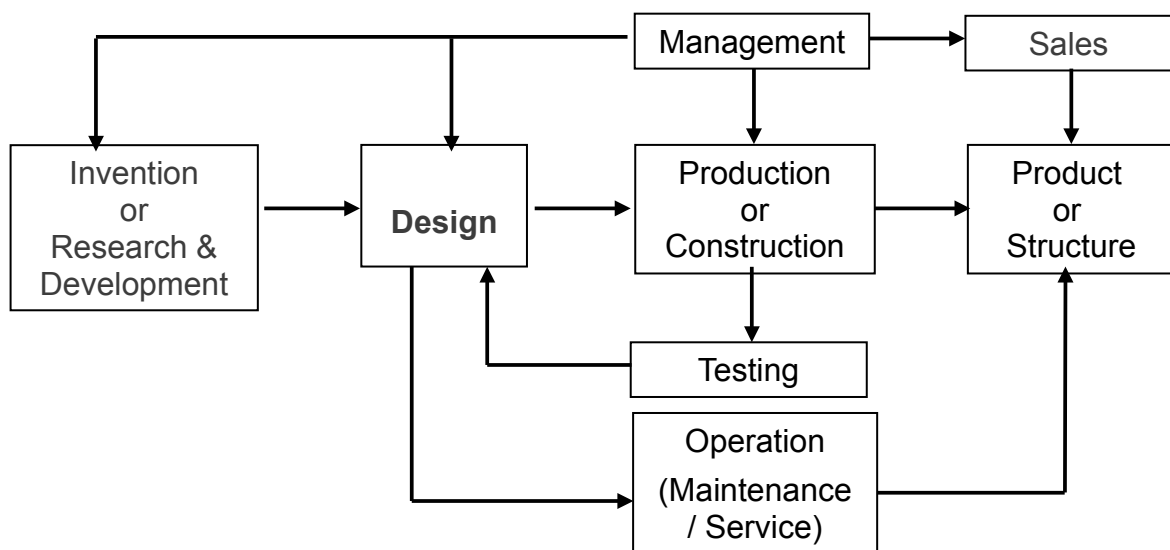 Management
Sales
Invention
or
Research &
Development
Design
Production
or
Construction
Product
or
Structure
Testing
Operation
(Maintenance
/ Service)